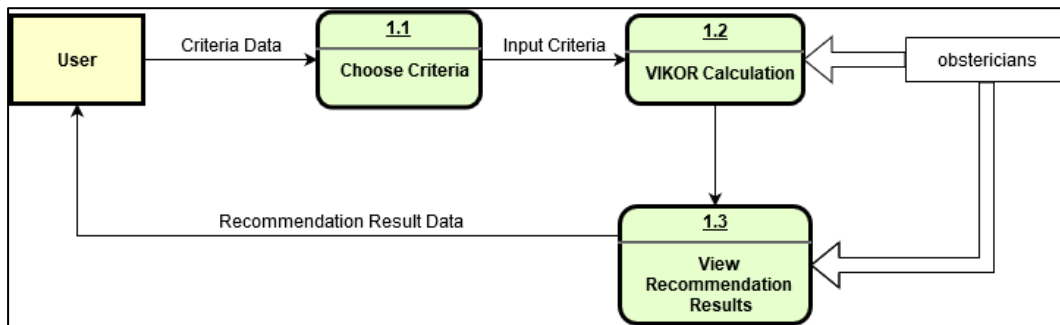 User
Criteria Data
1.1
Choose Criteria
Input Criteria
1.2
VIKOR Calculation
obstericians
Recommendation Result Data
1.3
View
Recommendation
Results